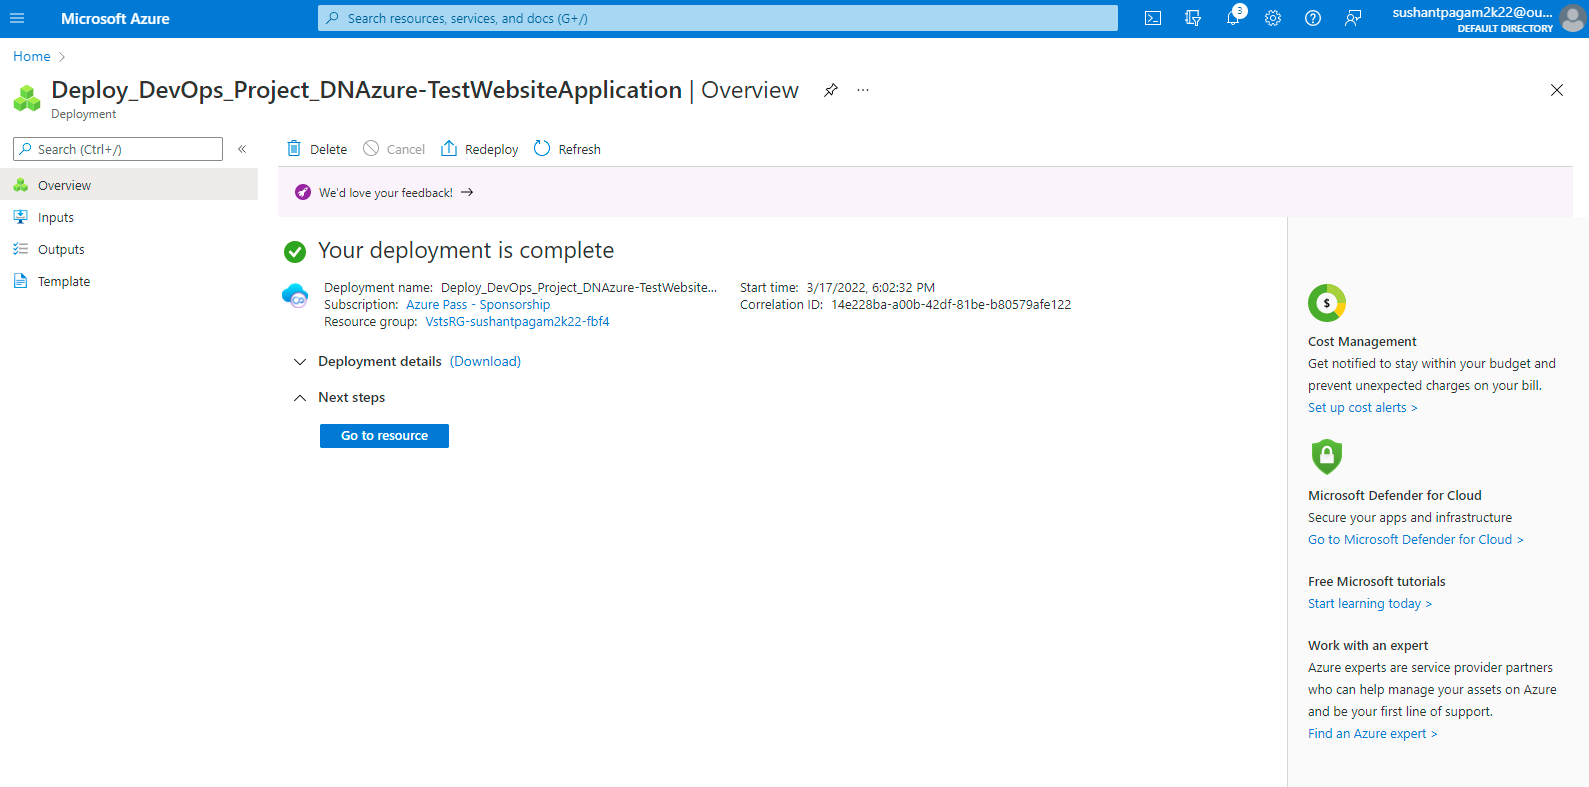 Microsoft Azure
Search resources, services, and docs (G+/)
3
sushantpagam2k22@ou...
DEFAULT DIRECTORY
Home
Deploy_DevOps_Project_DNAzure-TestWebsiteApplication | Overview
Deployment
Search (Ctrl+/)
Overview
Inputs
Outputs
Template
Delete
Cancel
Redeploy
Refresh
We'd love your feedback!
Your deployment is complete
Deployment name: Deploy_DevOps_Project_DNAzure-TestWebsite...
Subscription: Azure Pass - Sponsorship
Resource group: VstsRG-sushantpagam2k22-fbf4
Start time: 3/17/2022, 6:02:32 PM
Correlation ID: 14e228ba-a00b-42df-81be-b80579afe122
Deployment details (Download)
Next steps
Go to resource
$
Cost Management
Get notified to stay within your budget and
prevent unexpected charges on your bill.
Set up cost alerts >
Microsoft Defender for Cloud
Secure your apps and infrastructure
Go to Microsoft Defender for Cloud >
Free Microsoft tutorials
Start learning today >
Work with an expert
Azure experts are service provider partners
who can help manage your assets on Azure
and be your first line of support.
Find an Azure expert >